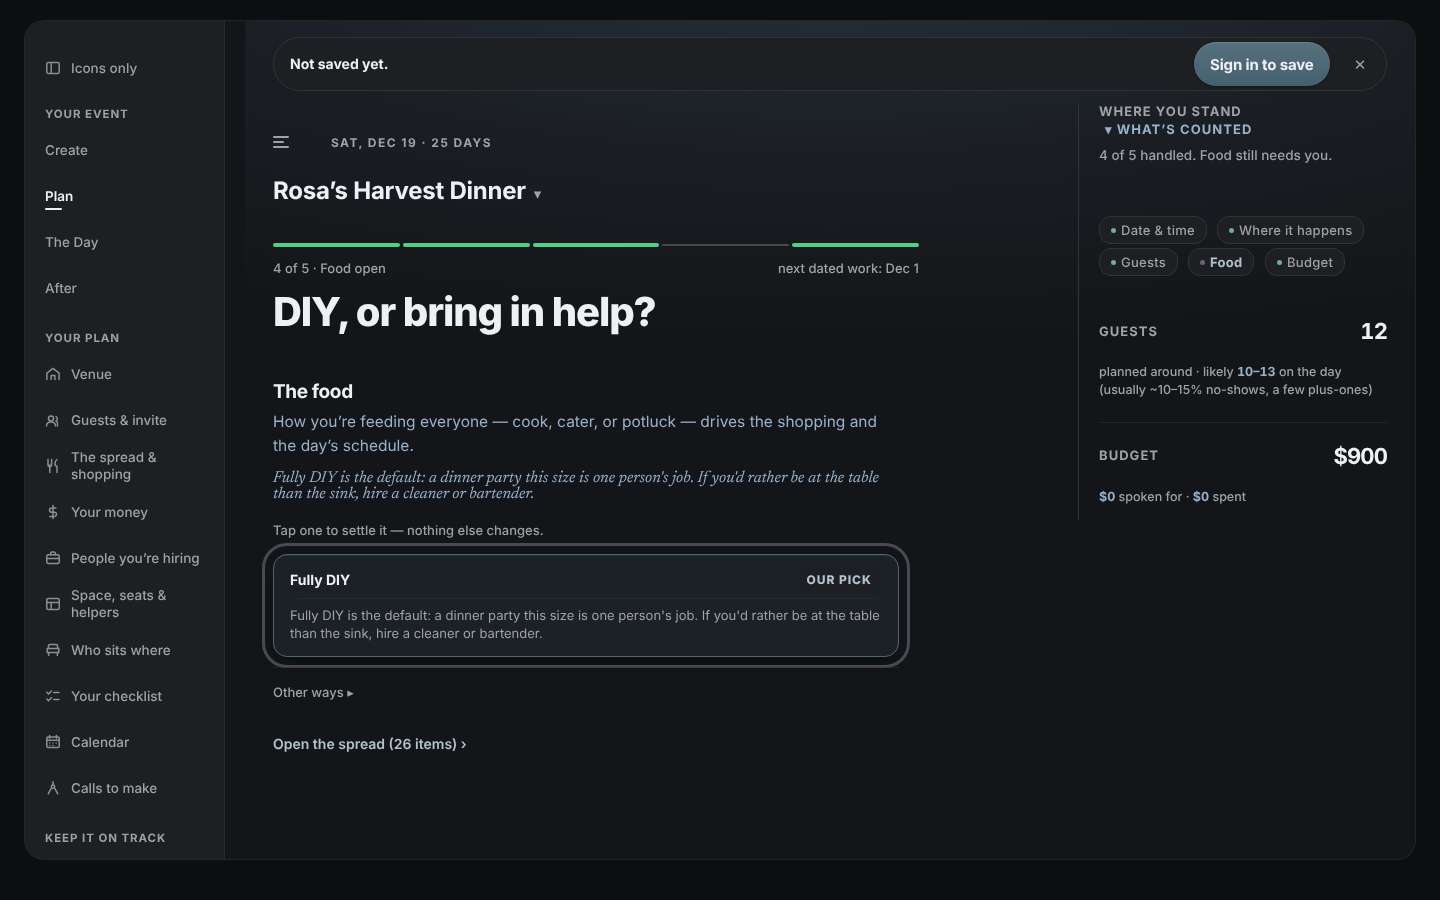 Icons only
YOUR EVENT
Create
Plan
The Day
After
YOUR PLAN
Venue
Guests & invite
The spread &
shopping
Your money
People you’re hiring
Space, seats &
helpers
Who sits where
Your checklist
Calendar
Calls to make
KEEP IT ON TRACK
Not saved yet.
Sign in to save ×
SAT, DEC 19 · 25 DAYS
Rosa’s Harvest Dinner ▾
4 of 5 · Food open
next dated work: Dec 1
DIY, or bring in help?
The food
How you’re feeding everyone — cook, cater, or potluck — drives the shopping and
the day’s schedule.
Fully DIY is the default: a dinner party this size is one person's job. If you'd rather be at the table
than the sink, hire a cleaner or bartender.
Tap one to settle it — nothing else changes.
Fully DIY
OUR PICK
Fully DIY is the default: a dinner party this size is one person's job. If you'd rather be at the table
than the sink, hire a cleaner or bartender.
Other ways ▸
Open the spread (26 items) ›
WHERE YOU STAND
▾ WHAT’S COUNTED
4 of 5 handled. Food still needs you.
Date & time
Where it happens
Guests
Food
Budget
GUESTS
12
planned around · likely 10–13 on the day
(usually ~10–15% no-shows, a few plus-ones)
BUDGET
$900
$0 spoken for · $0 spent